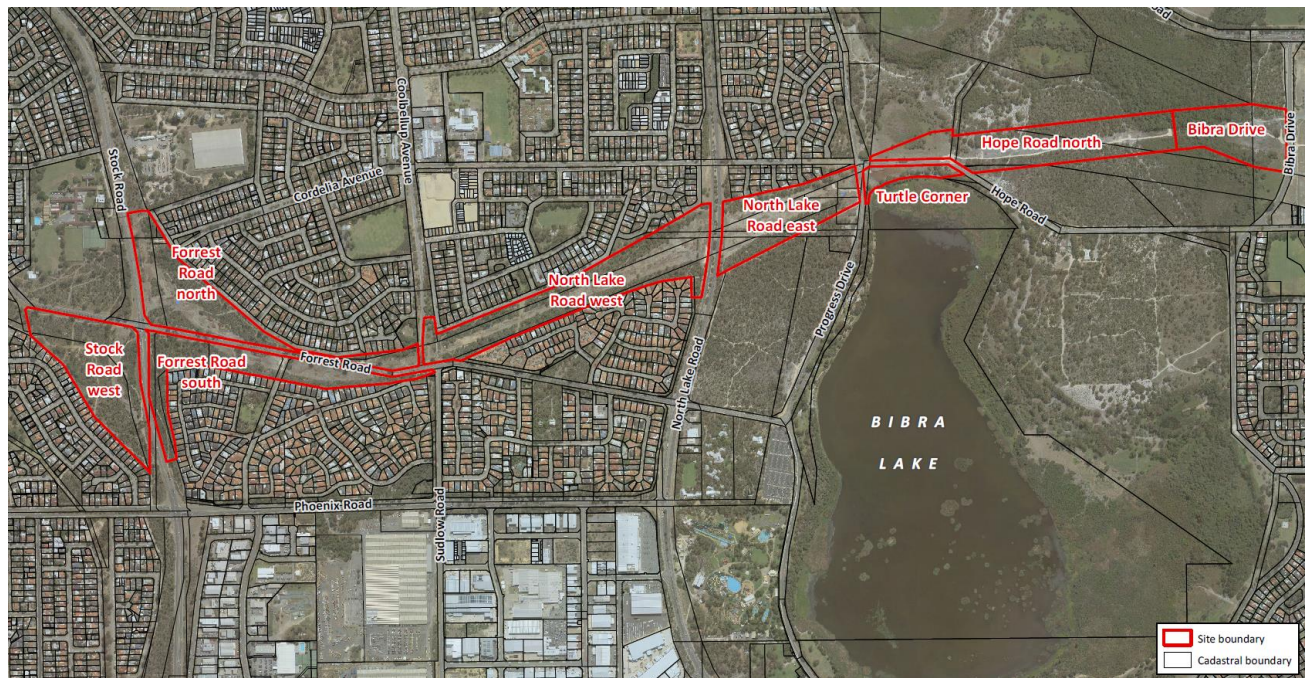 Road
Road
Coolbellup Avenue
Stock Road
Cordelia Avenue
Hope Road north
Bibra Drive
Bibra Drive
Turtle Corner
Hope Road
North Lake
Road east
Forrest
Road
north
North Lake
Road west
Progress Drive
Stock
Road
west
Forrest Road
south
Forrest Road
North Lake Road
BIBRA
LAKE
Phoenix Road
Sudlow Road
Site boundary
Cadastral boundary